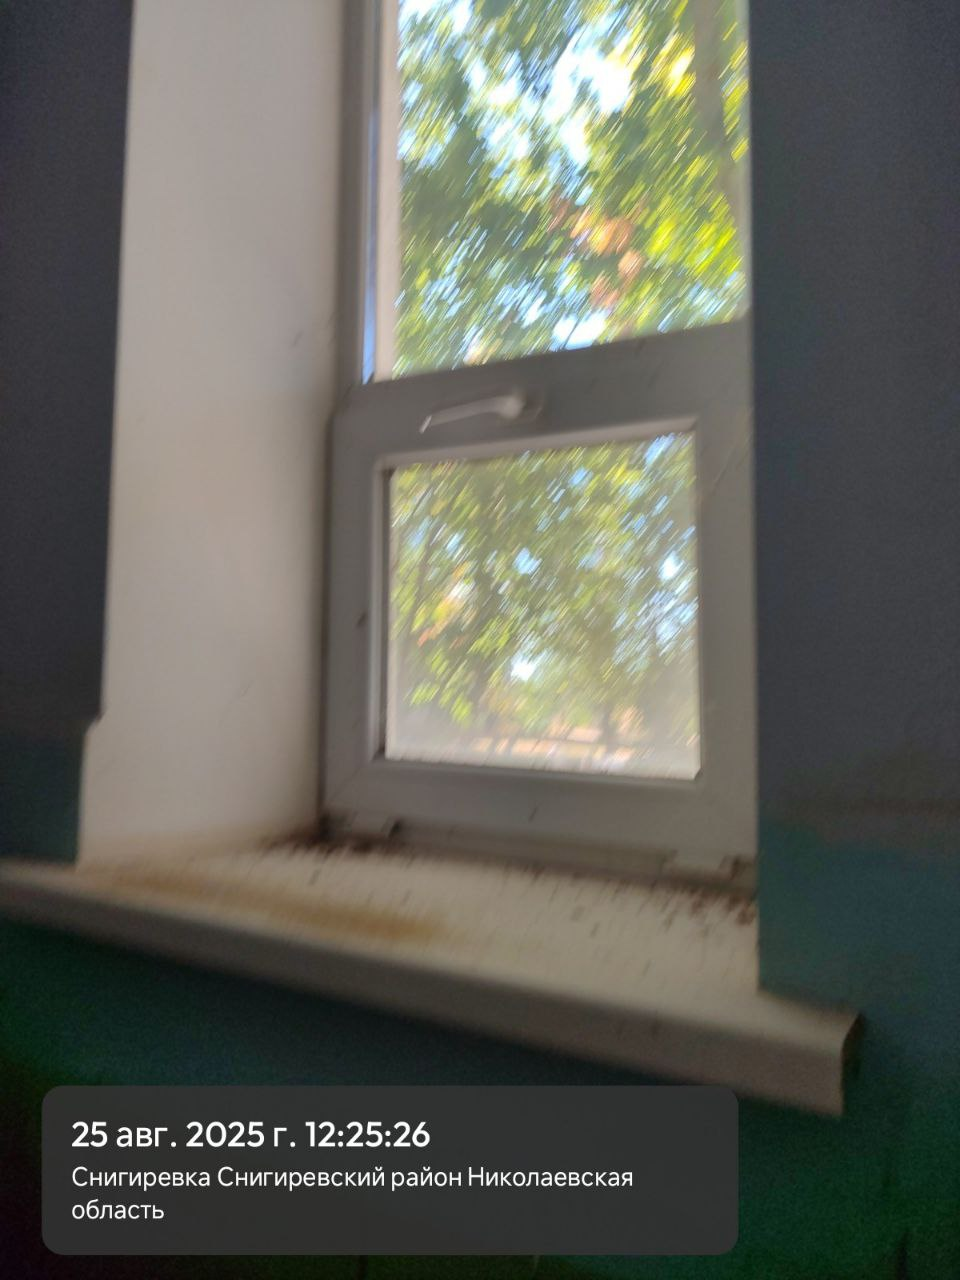 25 авг. 2025 г. 12:25:26
Снигиревка Снигиревский район Николаевская
область